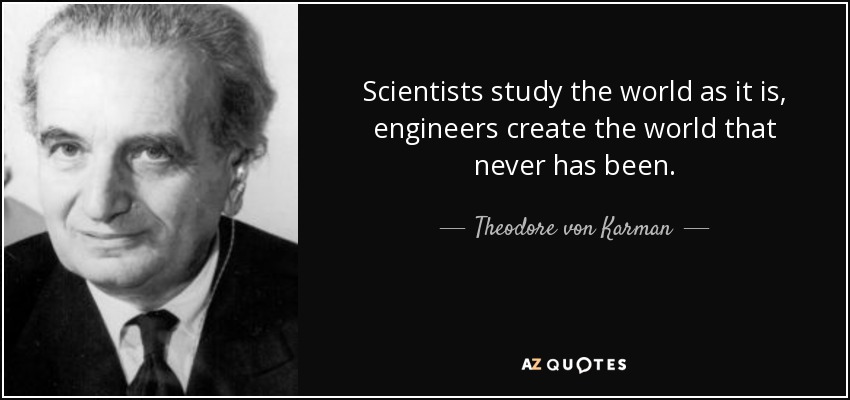 Scientists study the world as it is,
engineers create the world that
never has been.
— Theodore von Karman —
AZ QUOTES